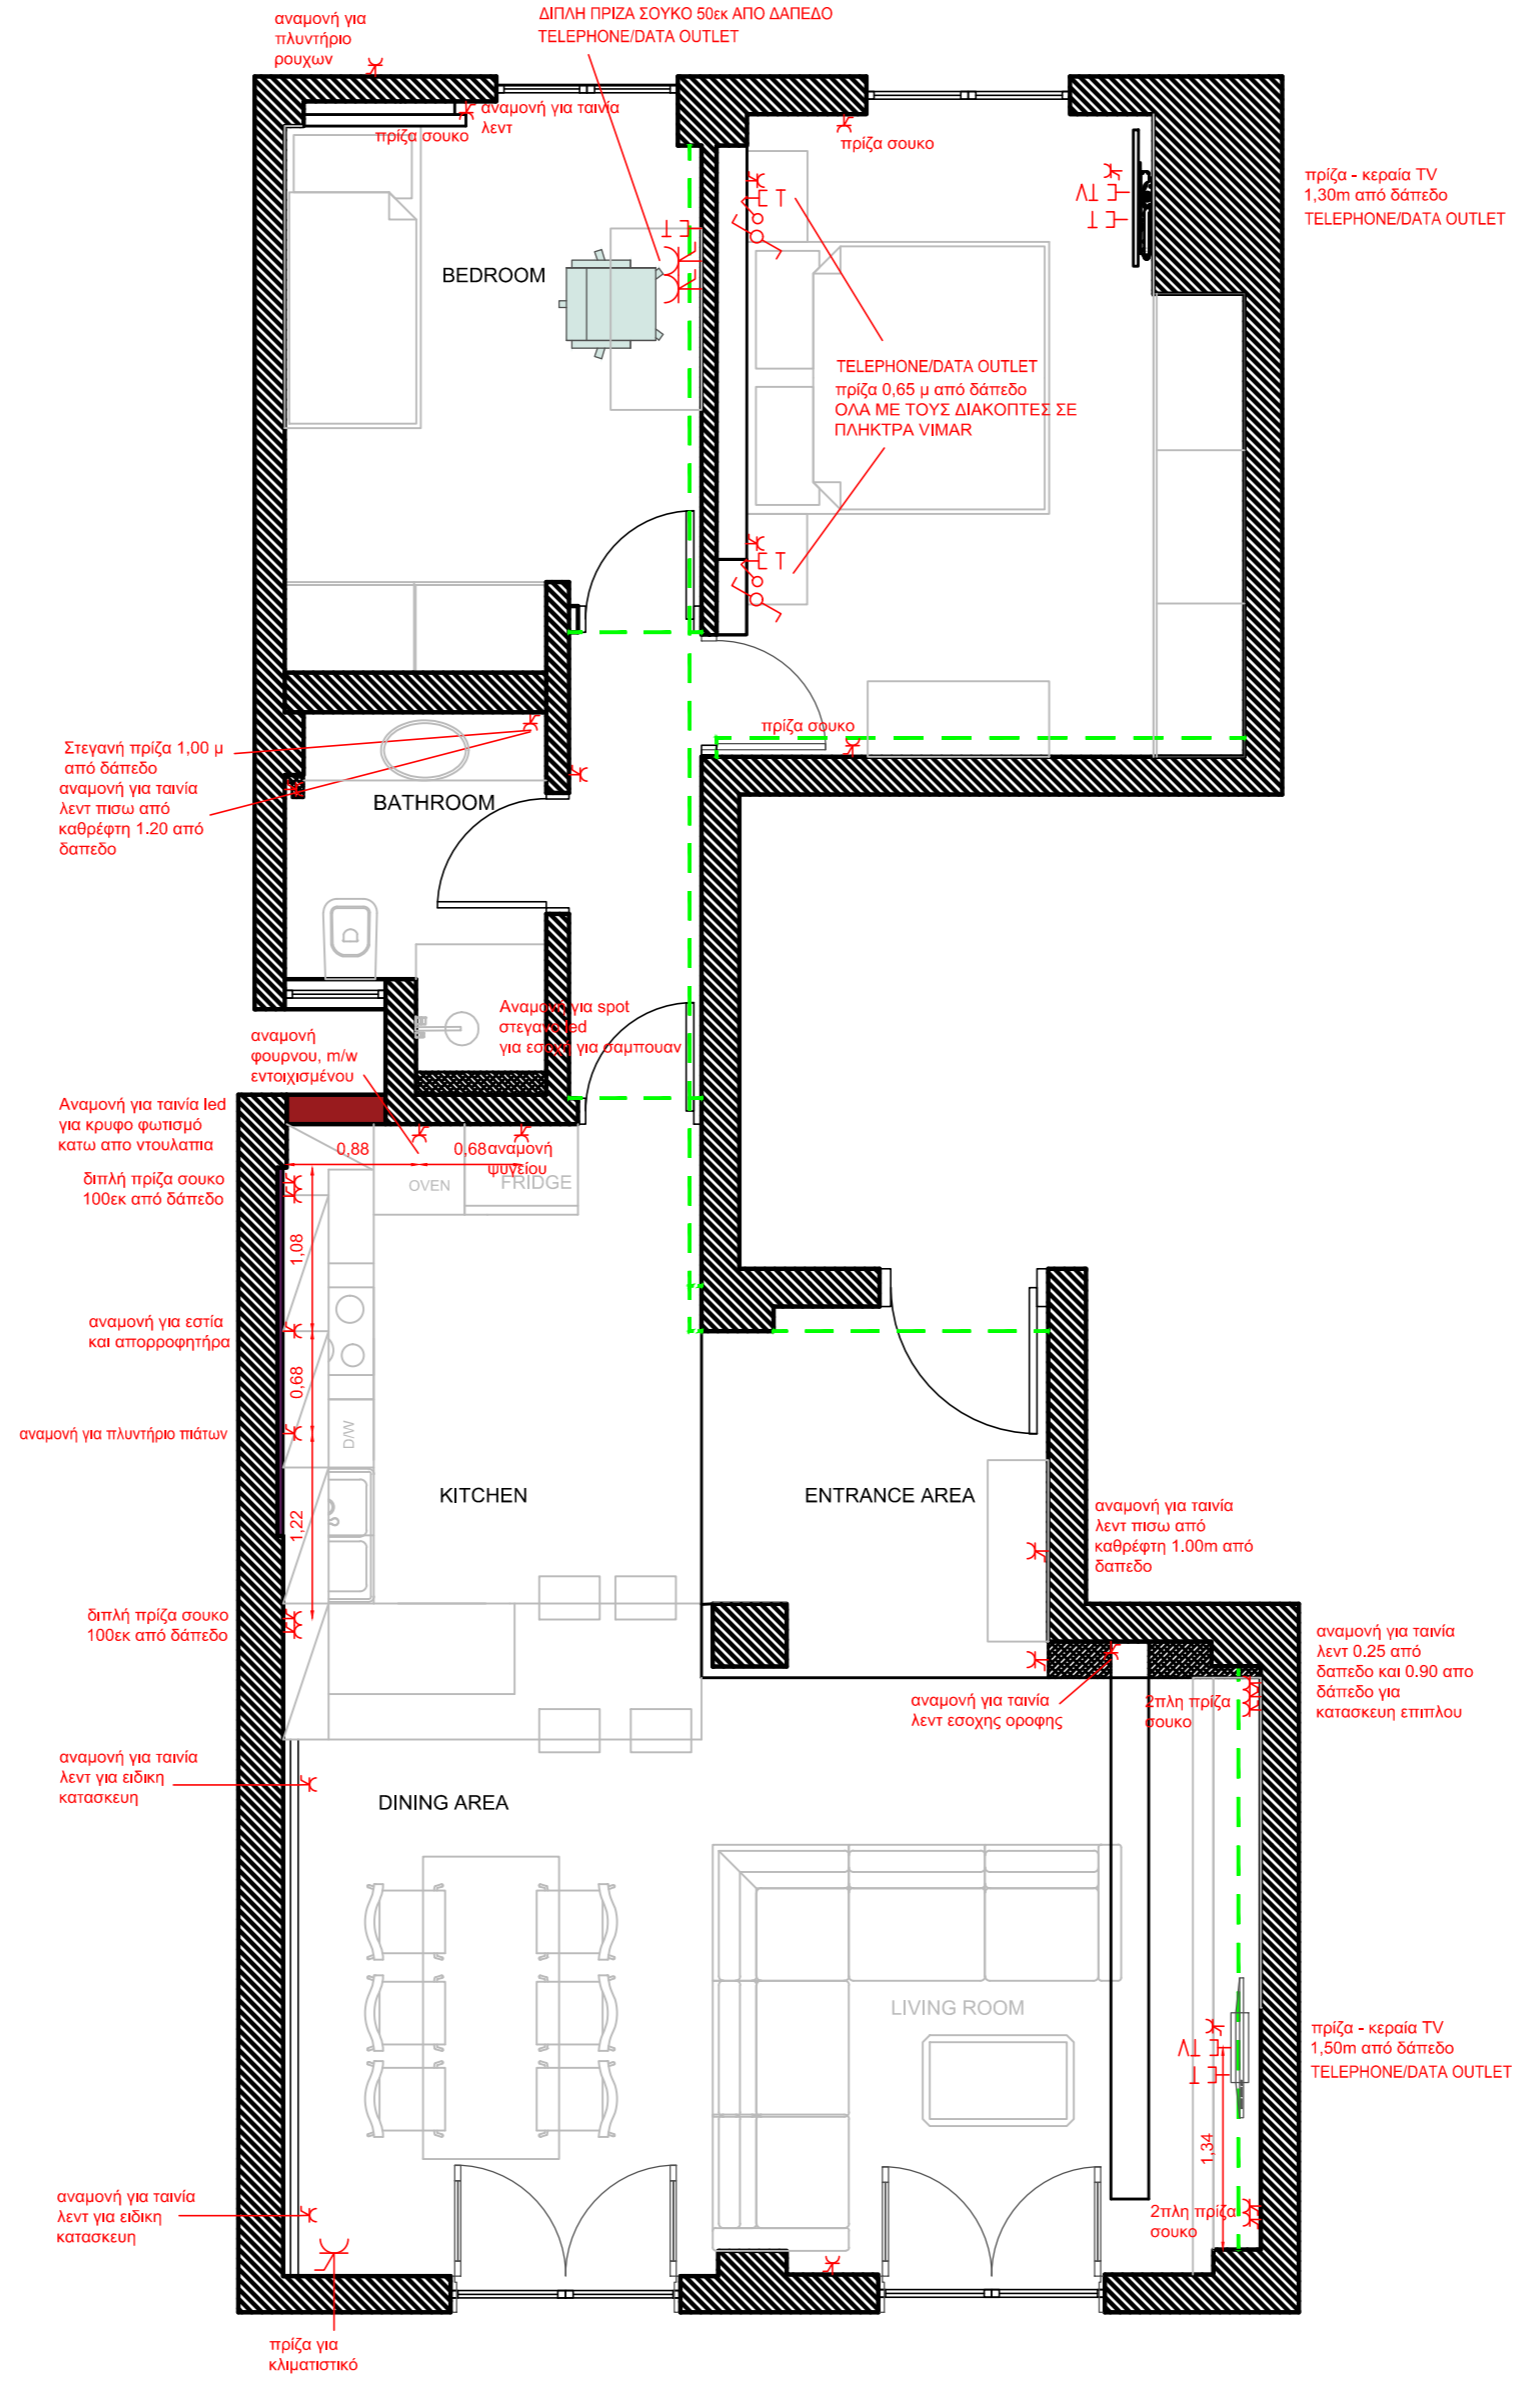 αναμονή για
πλυντήριο
ρουχων
ΔΙΠΛΗ ΠΡΙΖΑ ΣΟΥΚΟ 50εκ ΑΠΟ ΔΑΠΕΔΟ
TELEPHONE/DATA OUTLET
αναμονή για ταινία
λεντ
πρίζα σουκο
πρίζα σουκο
πρίζα - κεραία TV
1,30m από δάπεδο
TELEPHONE/DATA OUTLET
T
TV
T
T
BEDROOM
TELEPHONE/DATA OUTLET
πρίζα 0,65 μ από δάπεδο
ΟΛΑ ΜΕ ΤΟΥΣ ΔΙΑΚΟΠΤΕΣ ΣΕ
ΠΛΗΚΤΡΑ VIMAR
T
πρίζα σουκο
Στεγανή πρίζα 1,00 μ
από δάπεδο
αναμονή για ταινία
λεντ πισω από
καθρέφτη 1.20 από
δαπεδο
BATHROOM
Αναμονή για spot
στεγανο led
για εσοχή για σαμπουαν
αναμονή
φουρνου, m/w
εντοιχισμένου
Αναμονή για ταινία led
για κρυφο φωτισμό
κατω απο ντουλαπια
0,88
0,68
αναμονή
ψυγείου
OVEN
FRIDGE
διπλή πρίζα σουκο
100εκ από δάπεδο
1,08
αναμονή για εστία
και απορροφητήρα
0,68
αναμονή για πλυντήριο πιάτων
D/W
1,22
KITCHEN
ENTRANCE AREA
αναμονή για ταινία
λεντ πισω από
καθρέφτη 1.00m από
δαπεδο
διπλή πρίζα σουκο
100εκ από δάπεδο
αναμονή για ταινία
λεντ 0.25 από
δαπεδο και 0.90 απο
δάπεδο για
κατασκευη επιπλου
αναμονή για ταινία
λεντ εσοχης οροφης
2πλη πρίζα
σουκο
αναμονή για ταινία
λεντ για ειδικη
κατασκευη
DINING AREA
LIVING ROOM
πρίζα - κεραία TV
1,50m από δάπεδο
TELEPHONE/DATA OUTLET
TV
T
1,34
αναμονή για ταινία
λεντ για ειδικη
κατασκευη
2πλη πρίζα
σουκο
πρίζα για
κλιματιστικό